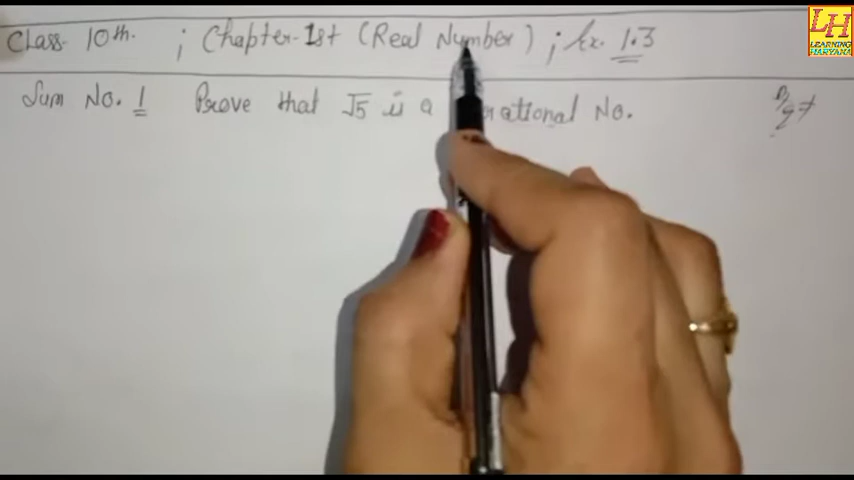 LH
LEARNING
HARYANA
Class- 10th. ; Chapter-1st (Real Number) ; Ex. 1.3
Sum No. 1 Prove that √5 is a rational No.